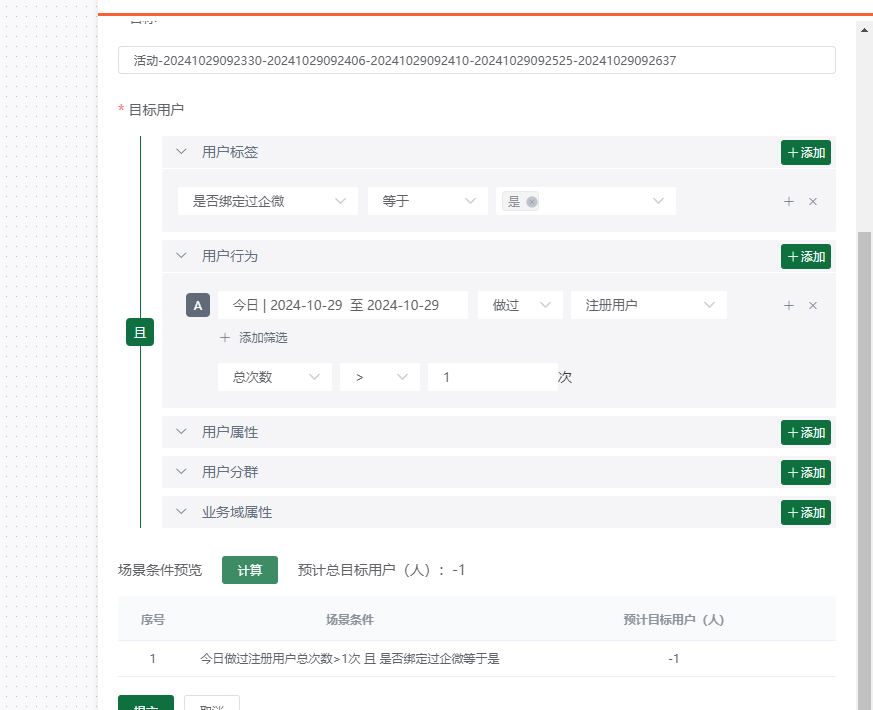 活动-20241029092330-20241029092406-20241029092410-20241029092525-20241029092637
* 目标用户
用户标签 +添加
是否绑定过企微 等于 是
用户行为 +添加
A 今日 | 2024-10-29 至 2024-10-29 做过 注册用户
且
+ 添加筛选
总次数 > 1 次
用户属性 +添加
用户分群 +添加
业务域属性 +添加
场景条件预览 计算 预计总目标用户（人）：-1
序号 场景条件 预计目标用户（人）
1 今日做过注册用户总次数>1次 且 是否绑定过企微等于是 -1
提交 取消